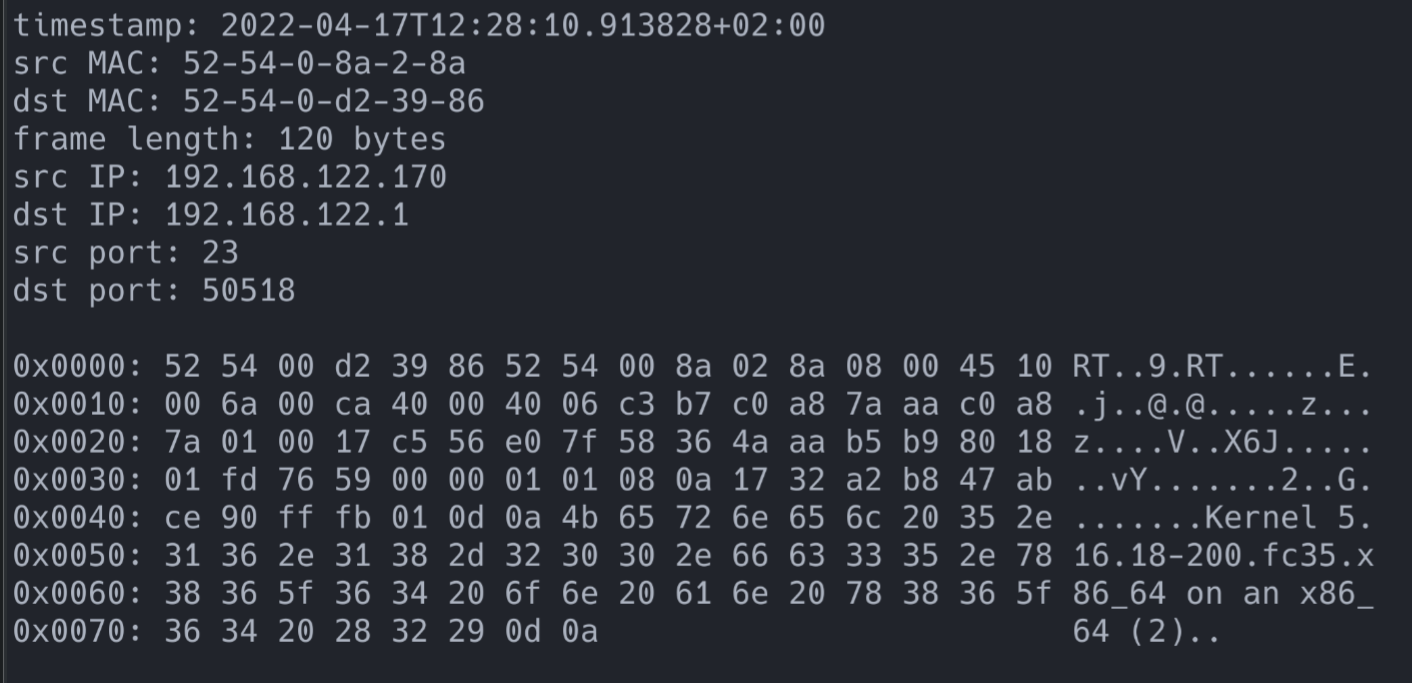 timestamp: 2022-04-17T12:28:10.913828+02:00
src MAC: 52-54-0-8a-2-8a
dst MAC: 52-54-0-d2-39-86
frame length: 120 bytes
src IP: 192.168.122.170
dst IP: 192.168.122.1
src port: 23
dst port: 50518

0x0000: 52 54 00 d2 39 86 52 54 00 8a 02 8a 08 00 45 10 RT..9.RT......E.
0x0010: 00 6a 00 ca 40 00 40 06 c3 b7 c0 a8 7a aa c0 a8 .j..@.@.....z...
0x0020: 7a 01 00 17 c5 56 e0 7f 58 36 4a aa b5 b9 80 18 z....V..X6J.....
0x0030: 01 fd 76 59 00 00 01 01 08 0a 17 32 a2 b8 47 ab ..vY.......2..G.
0x0040: ce 90 ff fb 01 0d 0a 4b 65 72 6e 65 6c 20 35 2e .......Kernel 5.
0x0050: 31 36 2e 31 38 2d 32 30 30 2e 66 63 33 35 2e 78 16.18-200.fc35.x
0x0060: 38 36 5f 36 34 20 6f 6e 20 61 6e 20 78 38 36 5f 86_64 on an x86_
0x0070: 36 34 20 28 32 29 0d 0a                         64 (2)..